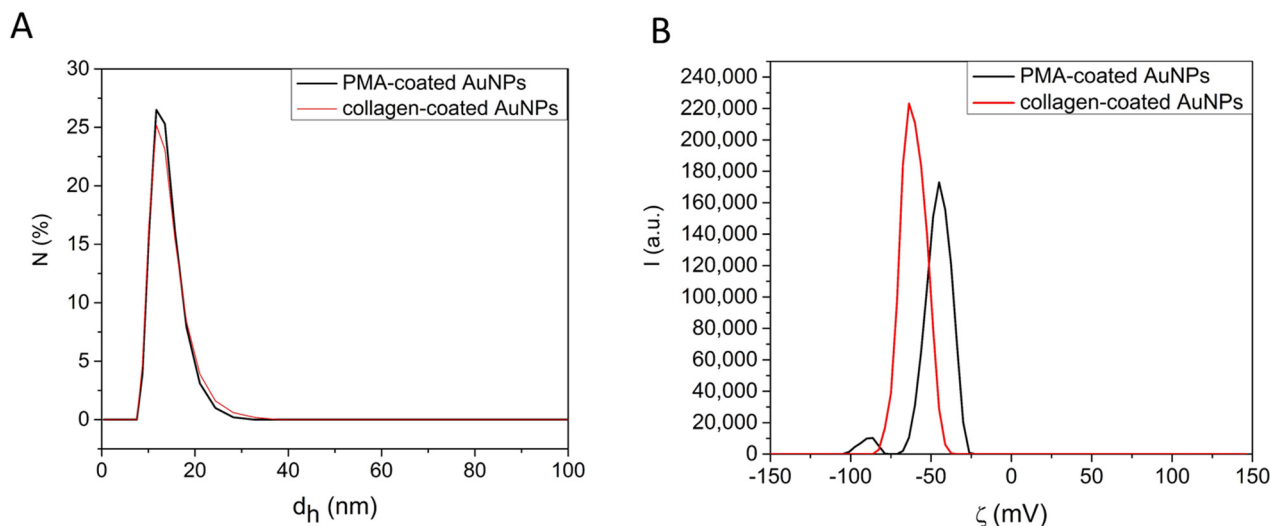 A
PMA-coated AuNPs
collagen-coated AuNPs
N (%)
30
25
20
15
10
5
0
0 20 40 60 80 100
dh (nm)
B
PMA-coated AuNPs
collagen-coated AuNPs
I (a.u.)
240,000
220,000
200,000
180,000
160,000
140,000
120,000
100,000
80,000
60,000
40,000
20,000
0
-150 -100 -50 0 50 100 150
ζ (mV)